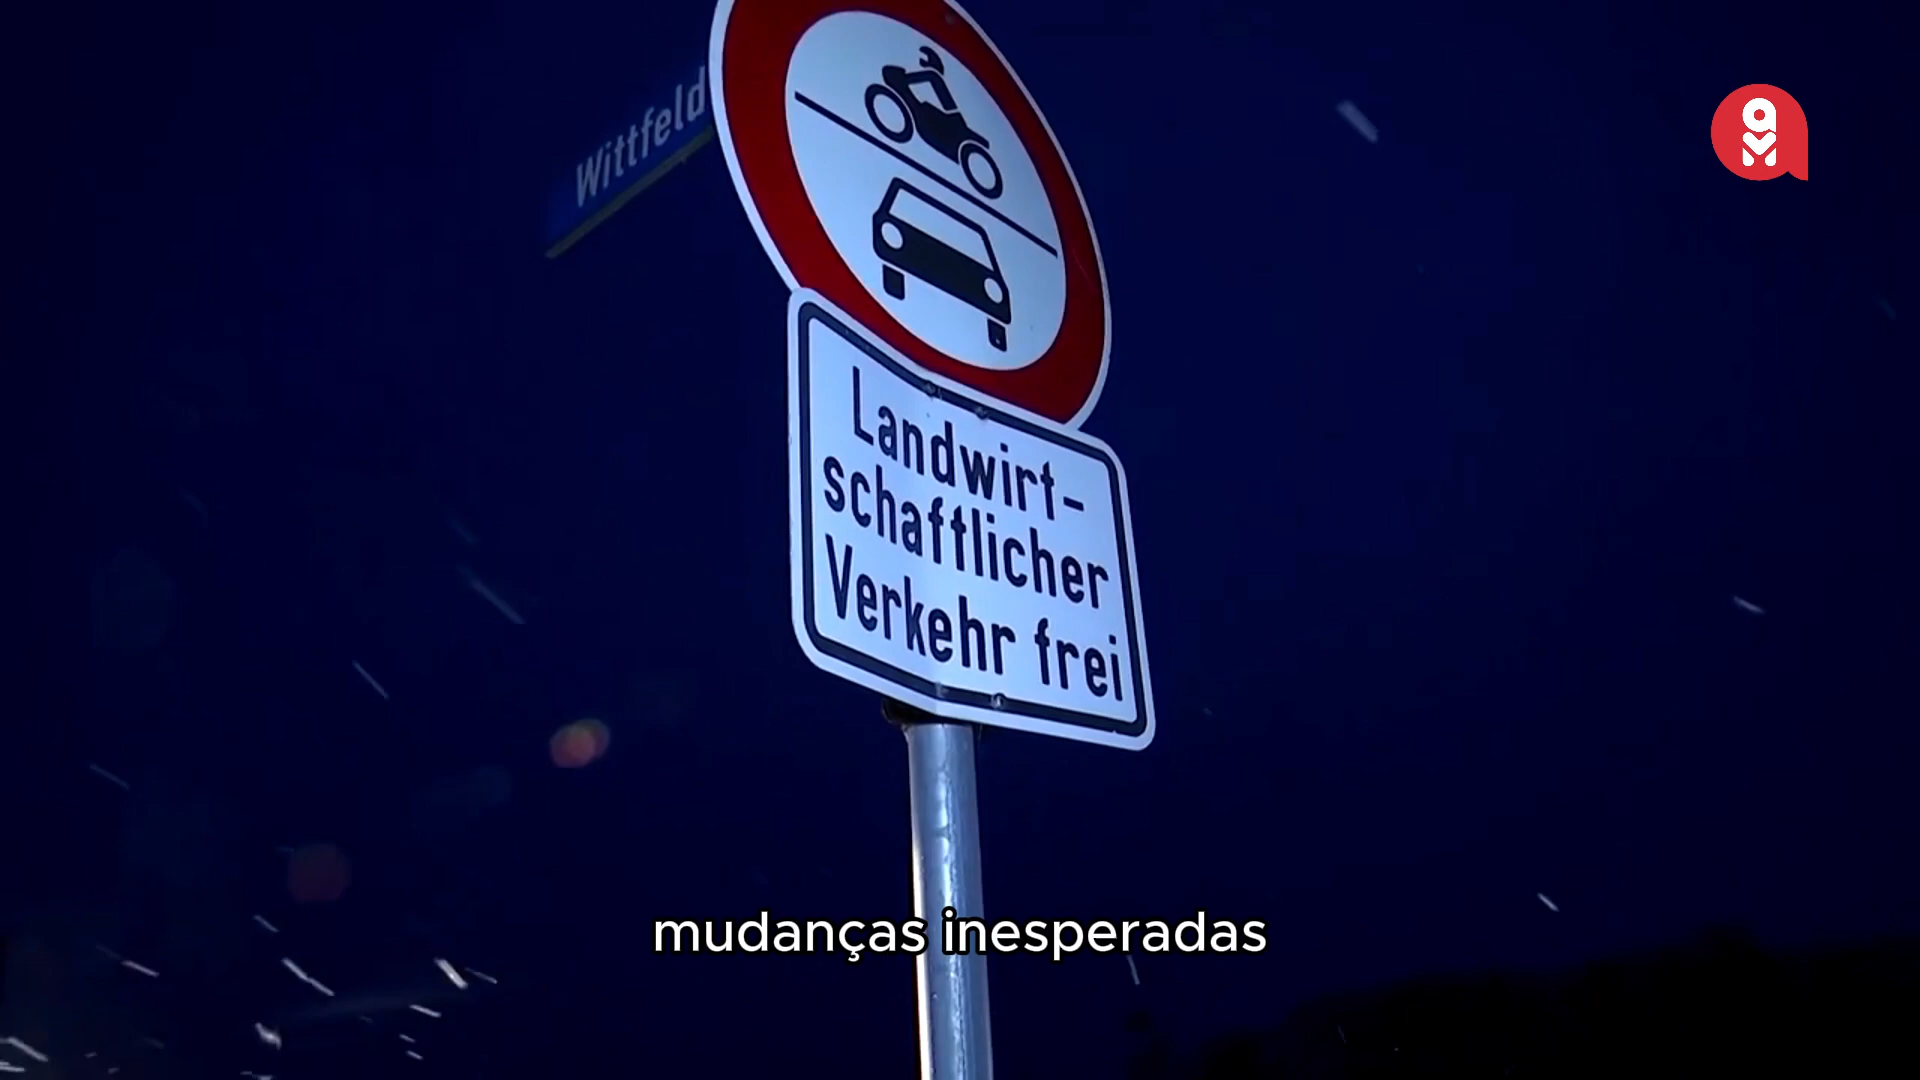 Wittfeld
Landwirt-
schaftlicher
Verkehr frei
mudanças inesperadas